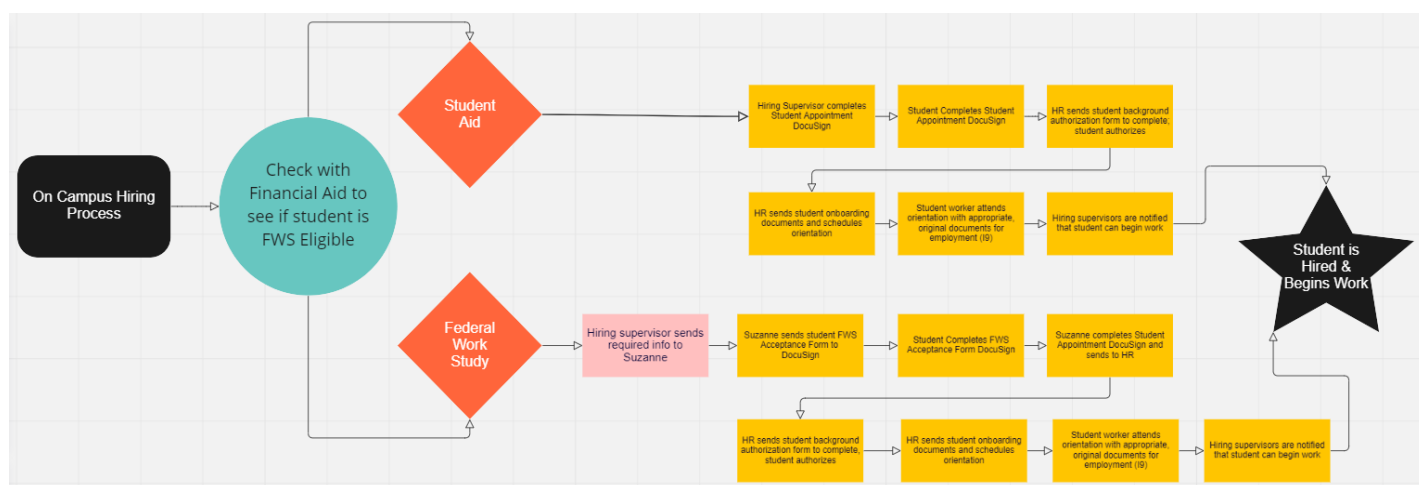 On Campus Hiring
Process
Check with
Financial Aid to
see if student is
FWS Eligible
Student
Aid
Hiring Supervisor completes
Student Appointment
DocuSign
Student Completes Student
Appointment DocuSign
HR sends student background
authorization form to complete;
student authorizes
HR sends student onboarding
documents and schedules
orientation
Student worker attends
orientation with appropriate,
original documents for
employment (I9)
Hiring supervisors are notified
that student can begin work
Student is
Hired &
Begins Work
Federal
Work
Study
Hiring supervisor sends
required info to
Suzanne
Suzanne sends student FWS
Acceptance Form to
DocuSign
Student Completes FWS
Acceptance Form DocuSign
Suzanne completes Student
Appointment DocuSign and
sends to HR
HR sends student background
authorization form to complete;
student authorizes
HR sends student onboarding
documents and schedules
orientation
Student worker attends
orientation with appropriate,
original documents for
employment (I9)
Hiring supervisors are notified
that student can begin work